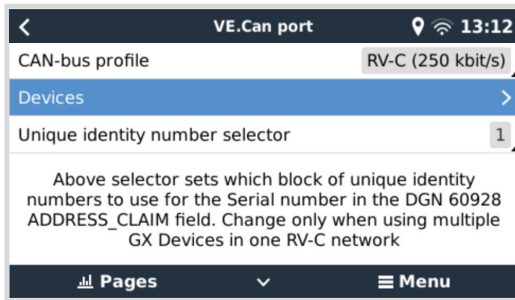 VE.Can port
13:12
CAN-bus profile
RV-C (250 kbit/s)
Devices
Unique identity number selector
1
Above selector sets which block of unique identity
numbers to use for the Serial number in the DGN 60928
ADDRESS_CLAIM field. Change only when using multiple
GX Devices in one RV-C network
Pages
Menu